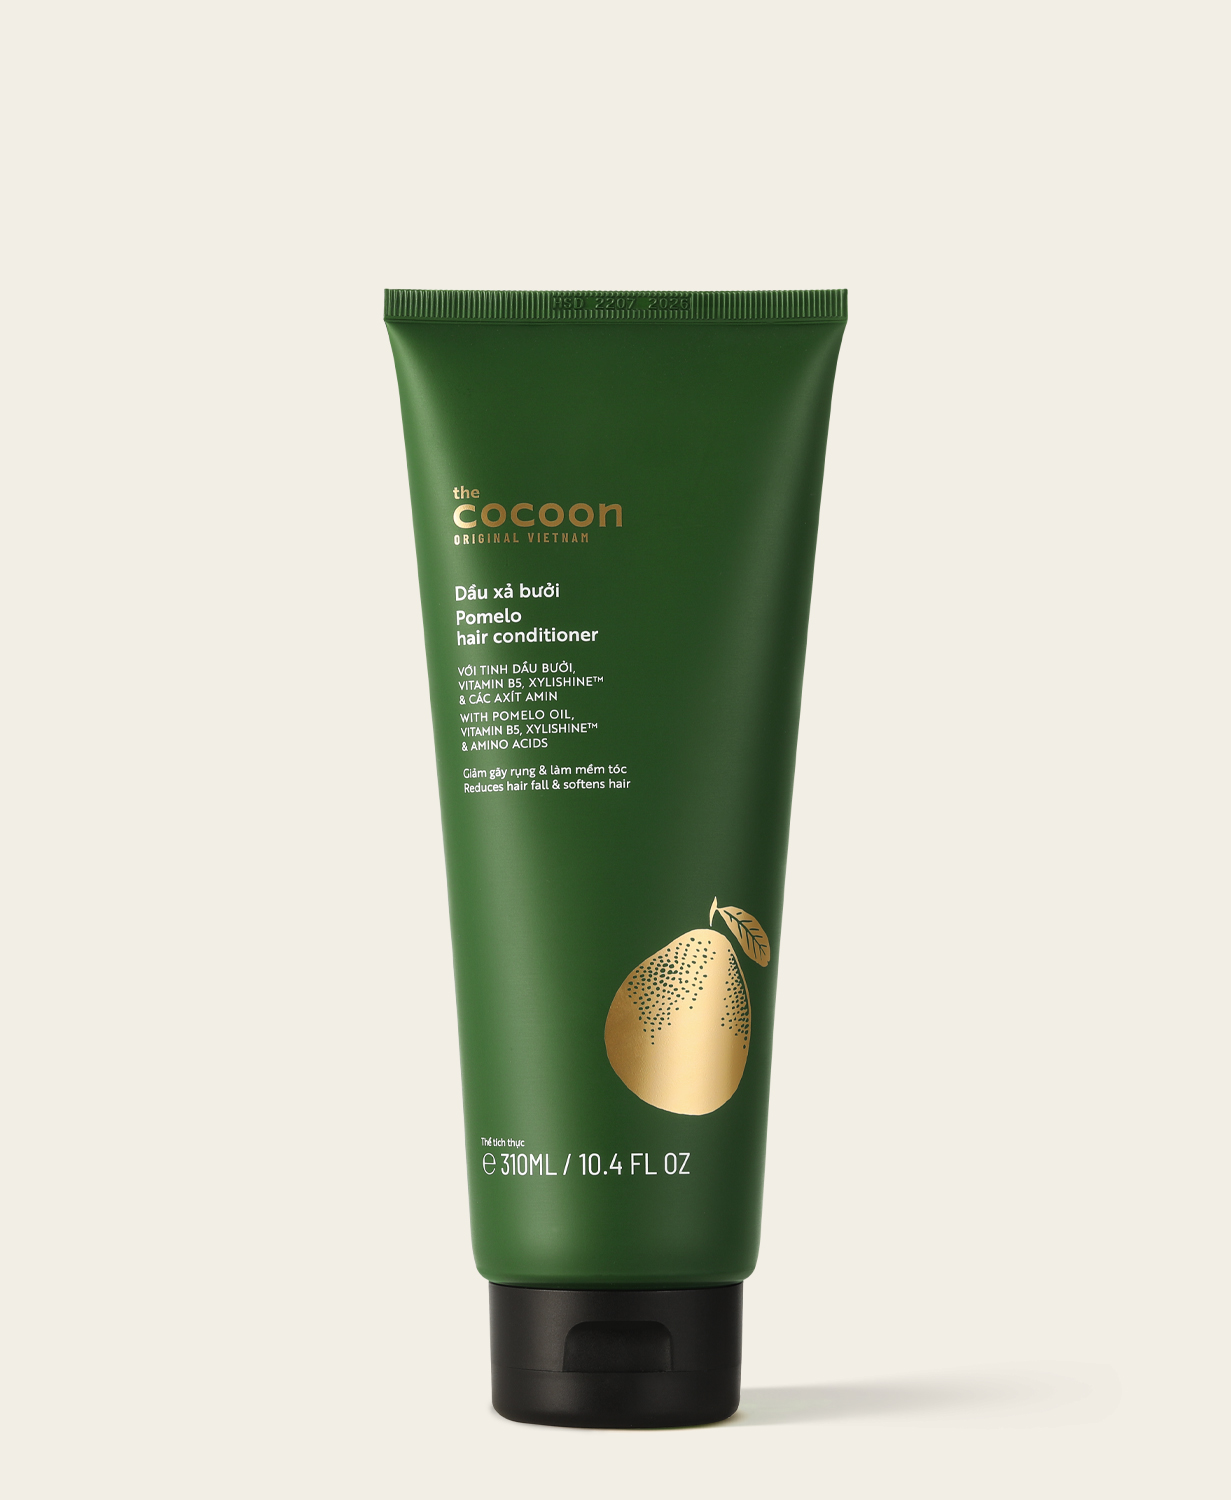 HSD 2207 2026
the
cocoon
ORIGINAL VIETNAM
Dầu xả bưởi
Pomelo
hair conditioner
VỚI TINH DẦU BƯỞI,
VITAMIN B5, XYLISHINE™
& CÁC AXÍT AMIN
WITH POMELO OIL,
VITAMIN B5, XYLISHINE™
& AMINO ACIDS
Giảm gãy rụng & làm mềm tóc
Reduces hair fall & softens hair
Thể tích thực
℮ 310ML / 10.4 FL OZ